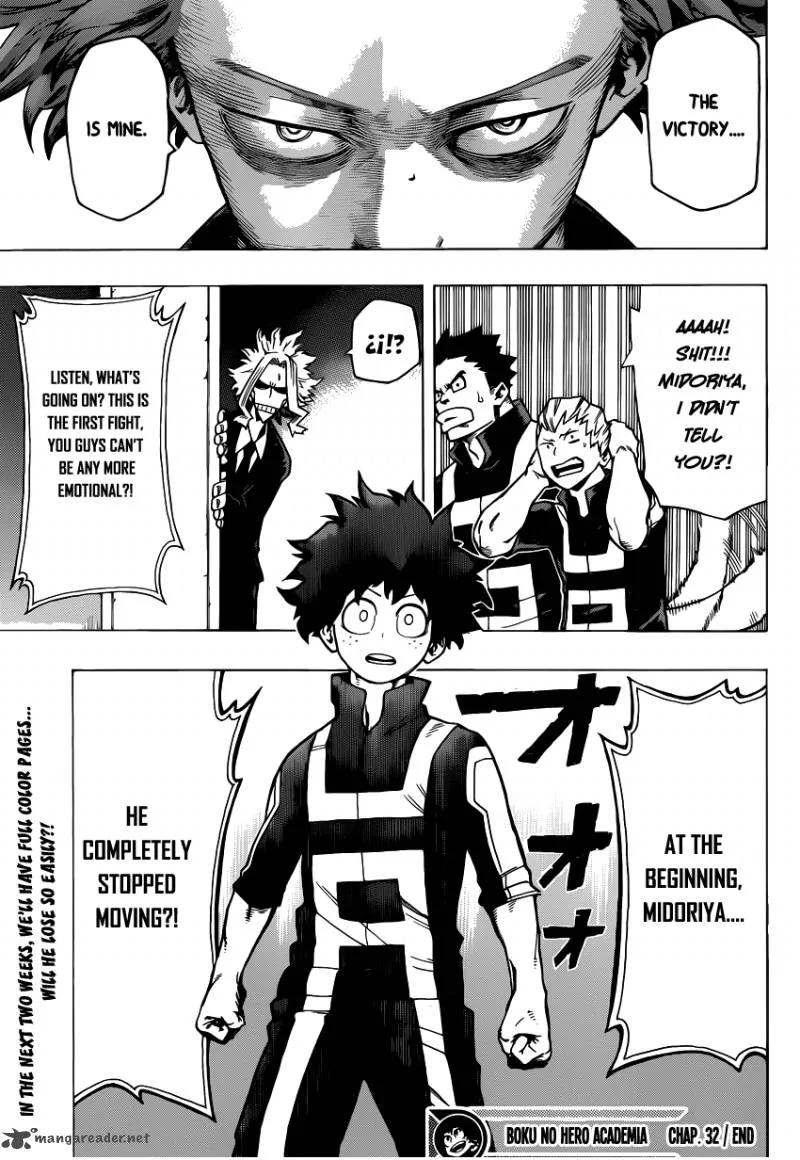 THE
VICTORY....
IS MINE.
AAAAH!
SHIT!!!
MIDORIYA,
I DIDN'T
TELL
YOU?!
¿¡!?
LISTEN, WHAT'S
GOING ON? THIS IS
THE FIRST FIGHT,
YOU GUYS CAN'T
BE ANY MORE
EMOTIONAL?!
AT THE
BEGINNING,
MIDORIYA....
オオオ
HE
COMPLETELY
STOPPED
MOVING?!
IN THE NEXT TWO WEEKS, WE'LL HAVE FULL COLOR PAGES...
WILL HE LOSE SO EASILY?!
BOKU NO HERO ACADEMIA CHAP. 32 / END
mangareader.net